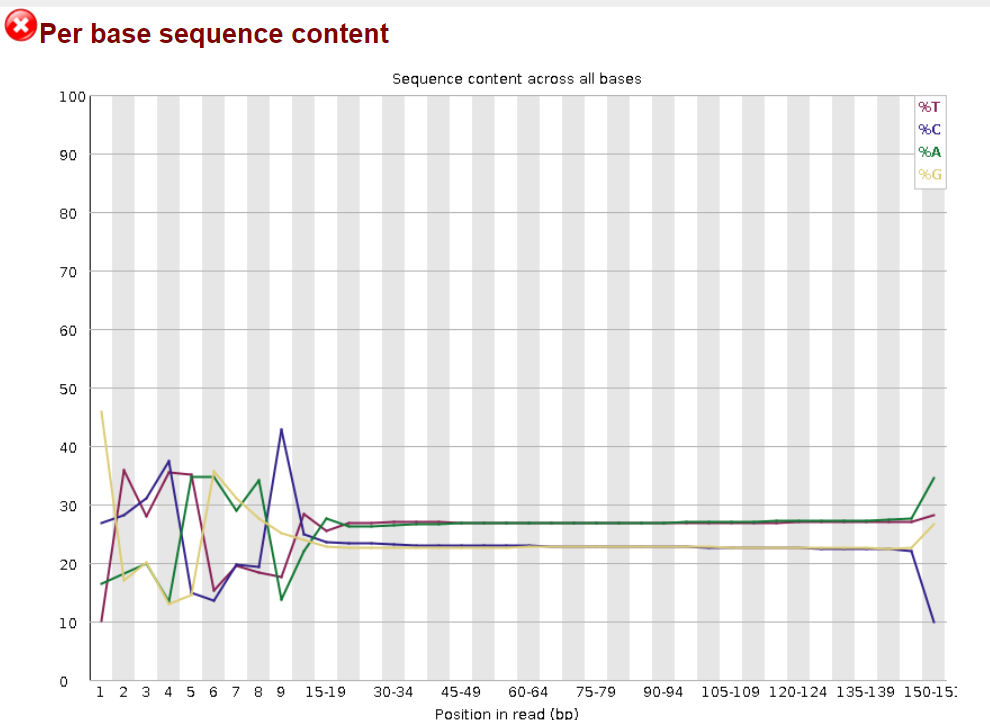 Per base sequence content
Sequence content across all bases
%T
%C
%A
%G
100
90
80
70
60
50
40
30
20
10
0
1 2 3 4 5 6 7 8 9 15-19 30-34 45-49 60-64 75-79 90-94 105-109 120-124 135-139 150-151
Position in read (bp)